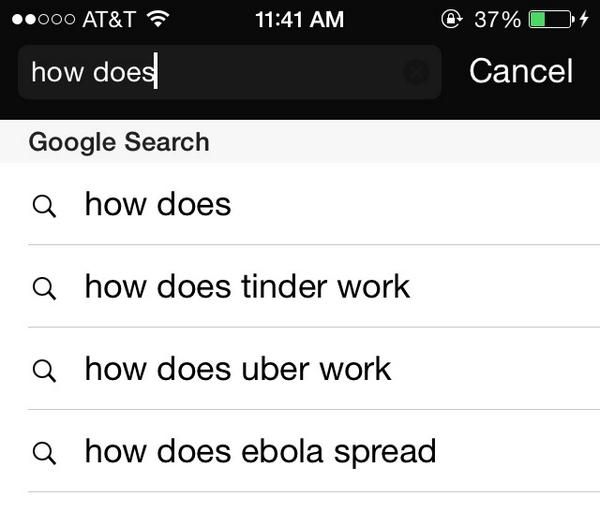 AT&T 11:41 AM 37%
how does Cancel
Google Search
how does
how does tinder work
how does uber work
how does ebola spread